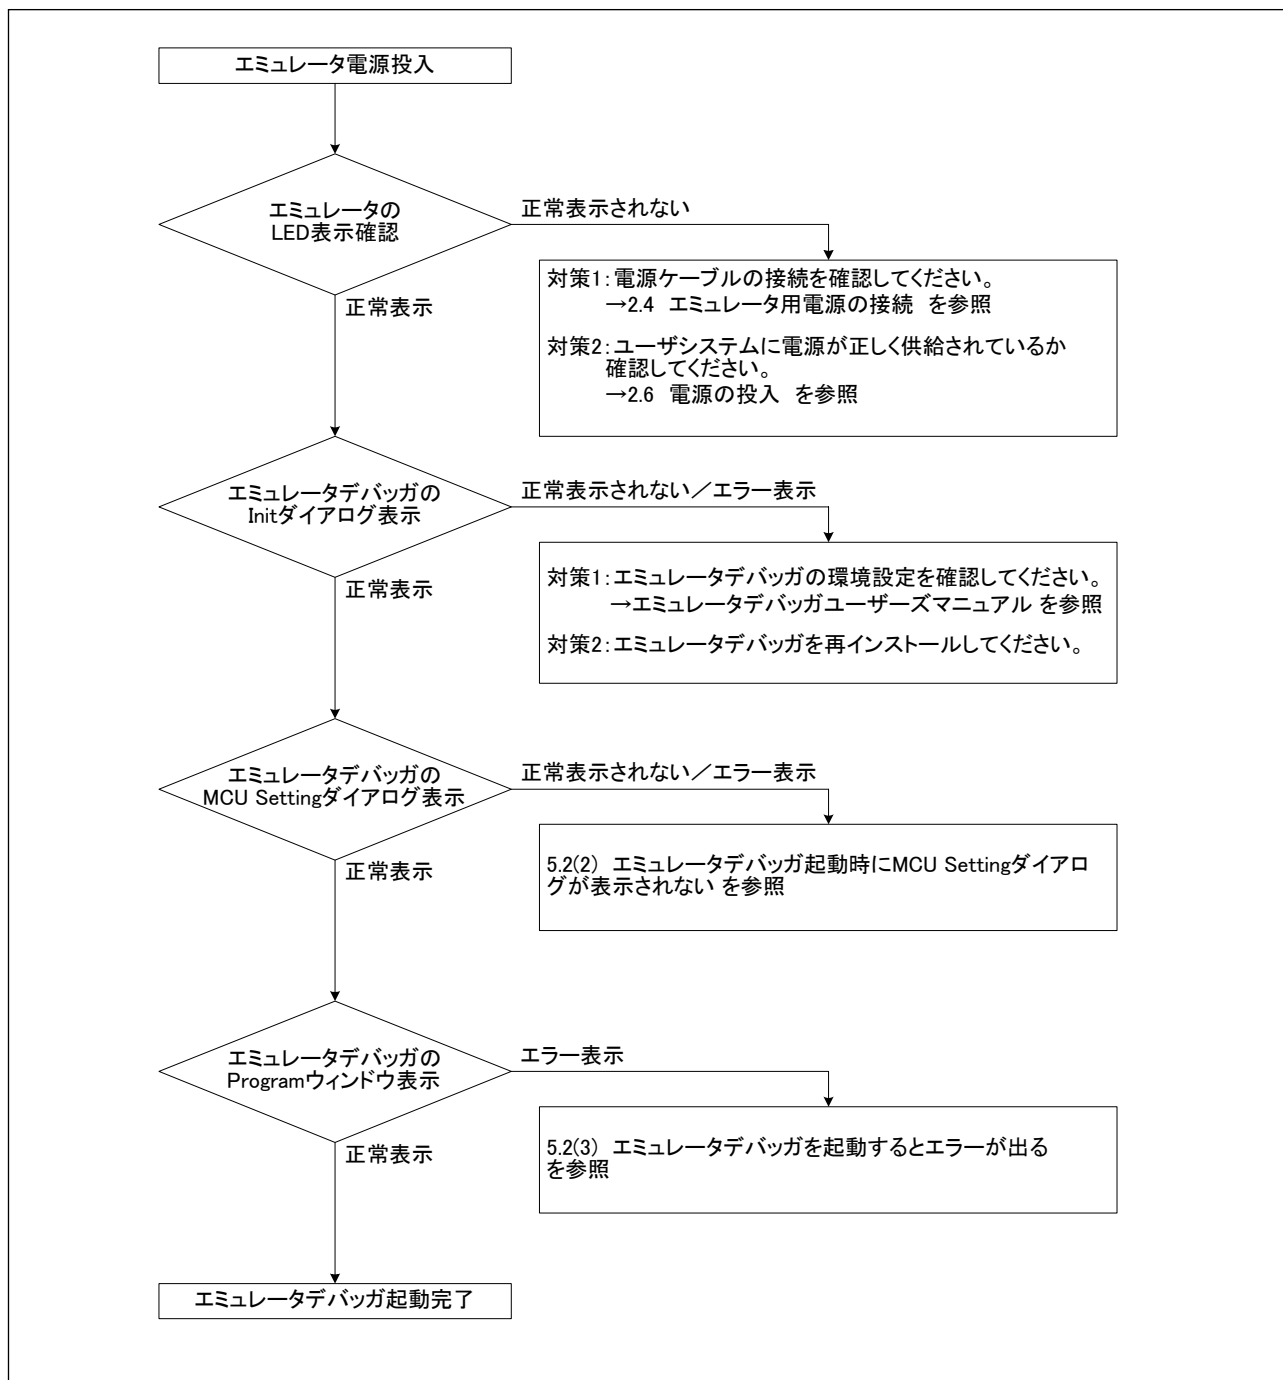 エミュレータ電源投入
エミュレータの
LED表示確認
正常表示されない
正常表示
対策1：電源ケーブルの接続を確認してください。
→2.4 エミュレータ用電源の接続 を参照
対策2：ユーザシステムに電源が正しく供給されているか
確認してください。
→2.6 電源の投入 を参照
エミュレータデバッガの
Initダイアログ表示
正常表示されない／エラー表示
正常表示
対策1：エミュレータデバッガの環境設定を確認してください。
→エミュレータデバッガユーザーズマニュアル を参照
対策2：エミュレータデバッガを再インストールしてください。
エミュレータデバッガの
MCU Settingダイアログ表示
正常表示されない／エラー表示
正常表示
5.2(2) エミュレータデバッガ起動時にMCU Settingダイアロ
グが表示されない を参照
エミュレータデバッガの
Programウィンドウ表示
エラー表示
正常表示
5.2(3) エミュレータデバッガを起動するとエラーが出る
を参照
エミュレータデバッガ起動完了